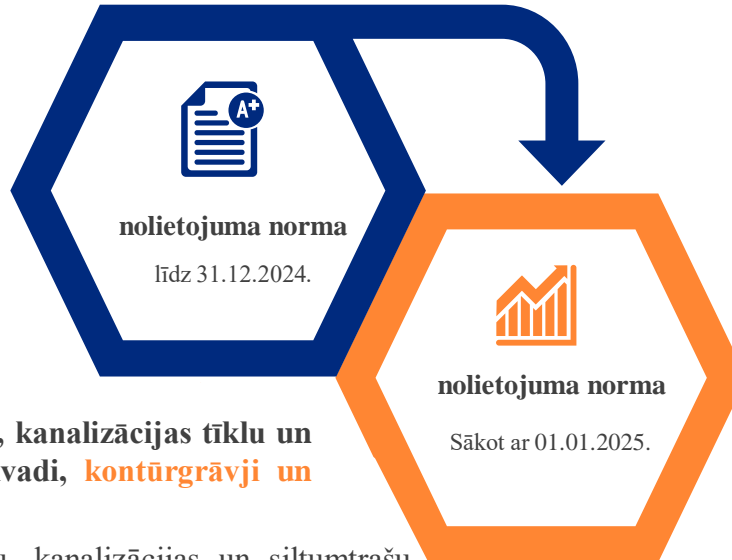 A+
nolietojuma norma
līdz 31.12.2024.
nolietojuma norma
Sākot ar 01.01.2025.
, kanalizācijas tīklu un
vadi, kontūrgrāvji un
kanalizācijas un siltumtrašu